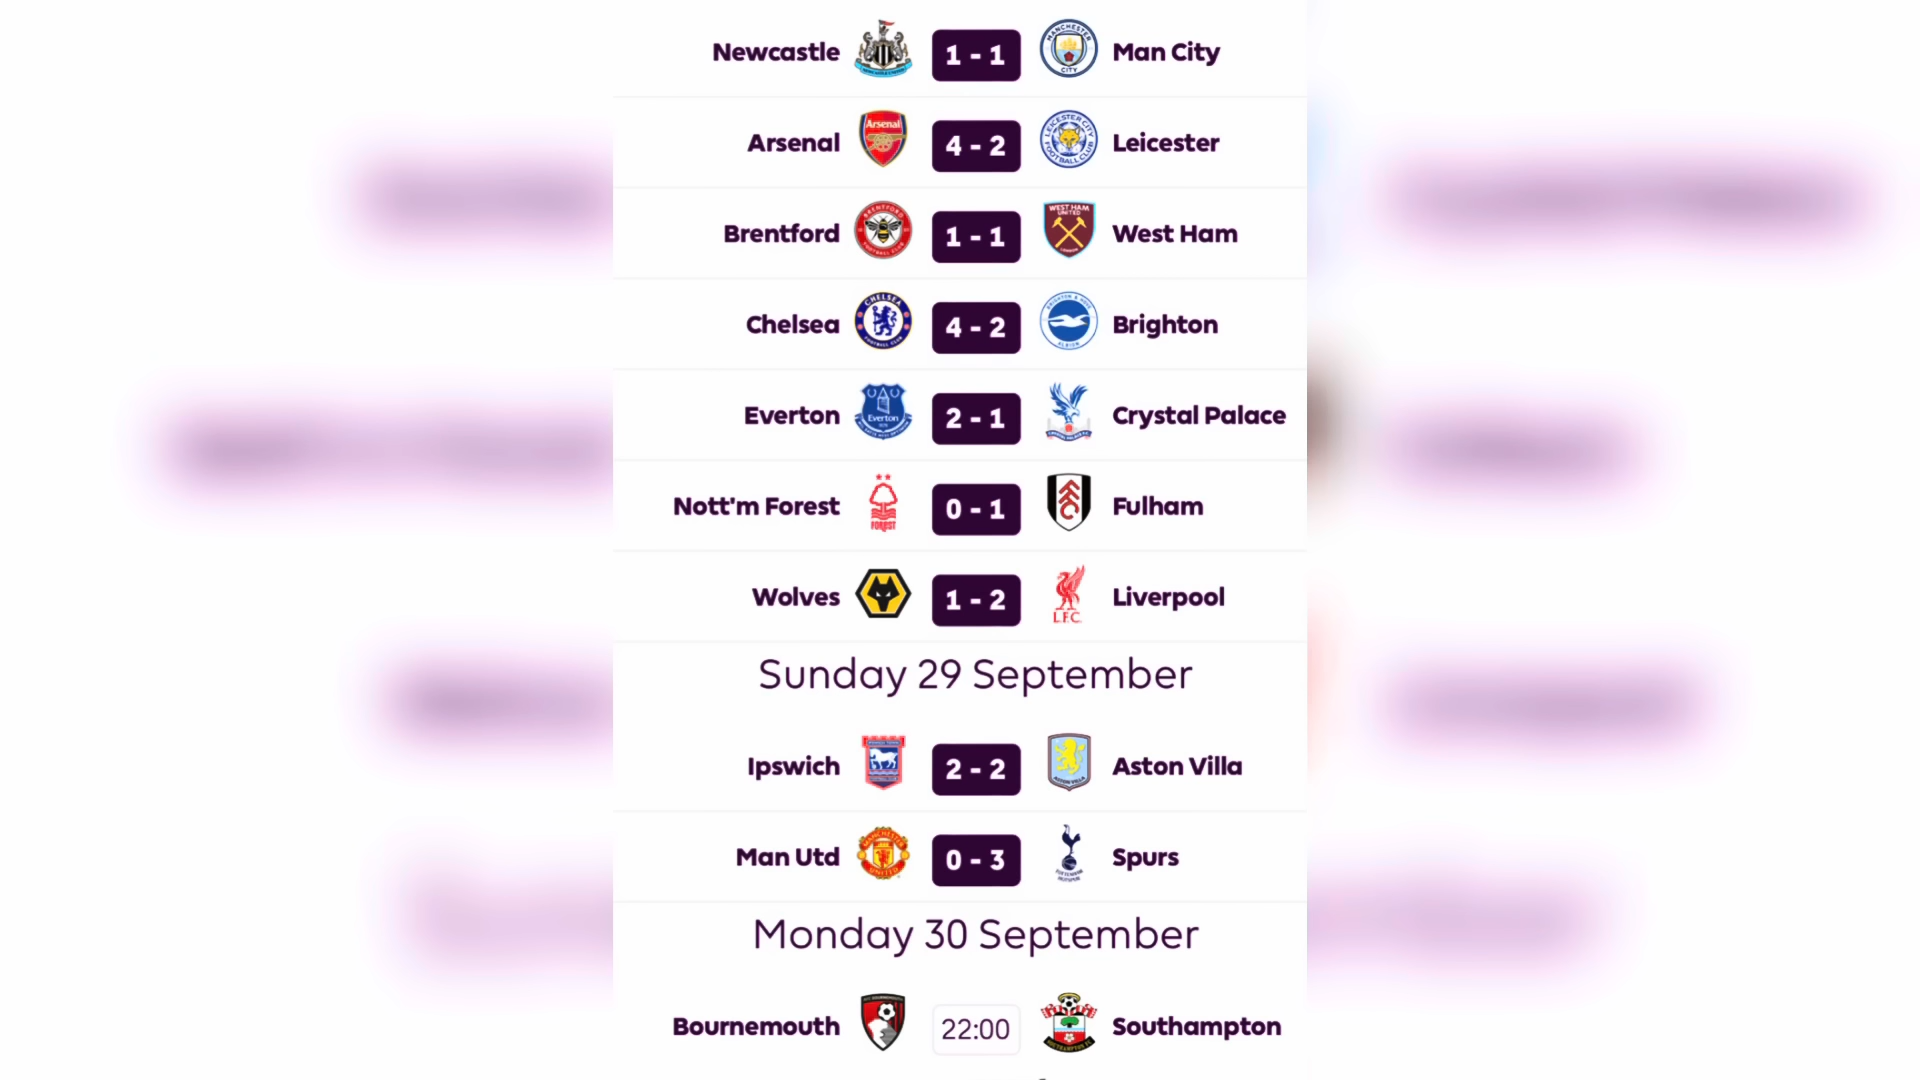 Newcastle 1 - 1 Man City
Arsenal 4 - 2 Leicester
Brentford 1 - 1 West Ham
Chelsea 4 - 2 Brighton
Everton 2 - 1 Crystal Palace
Nott'm Forest 0 - 1 Fulham
Wolves 1 - 2 Liverpool
Sunday 29 September
Ipswich 2 - 2 Aston Villa
Man Utd 0 - 3 Spurs
Monday 30 September
Bournemouth 22:00 Southampton